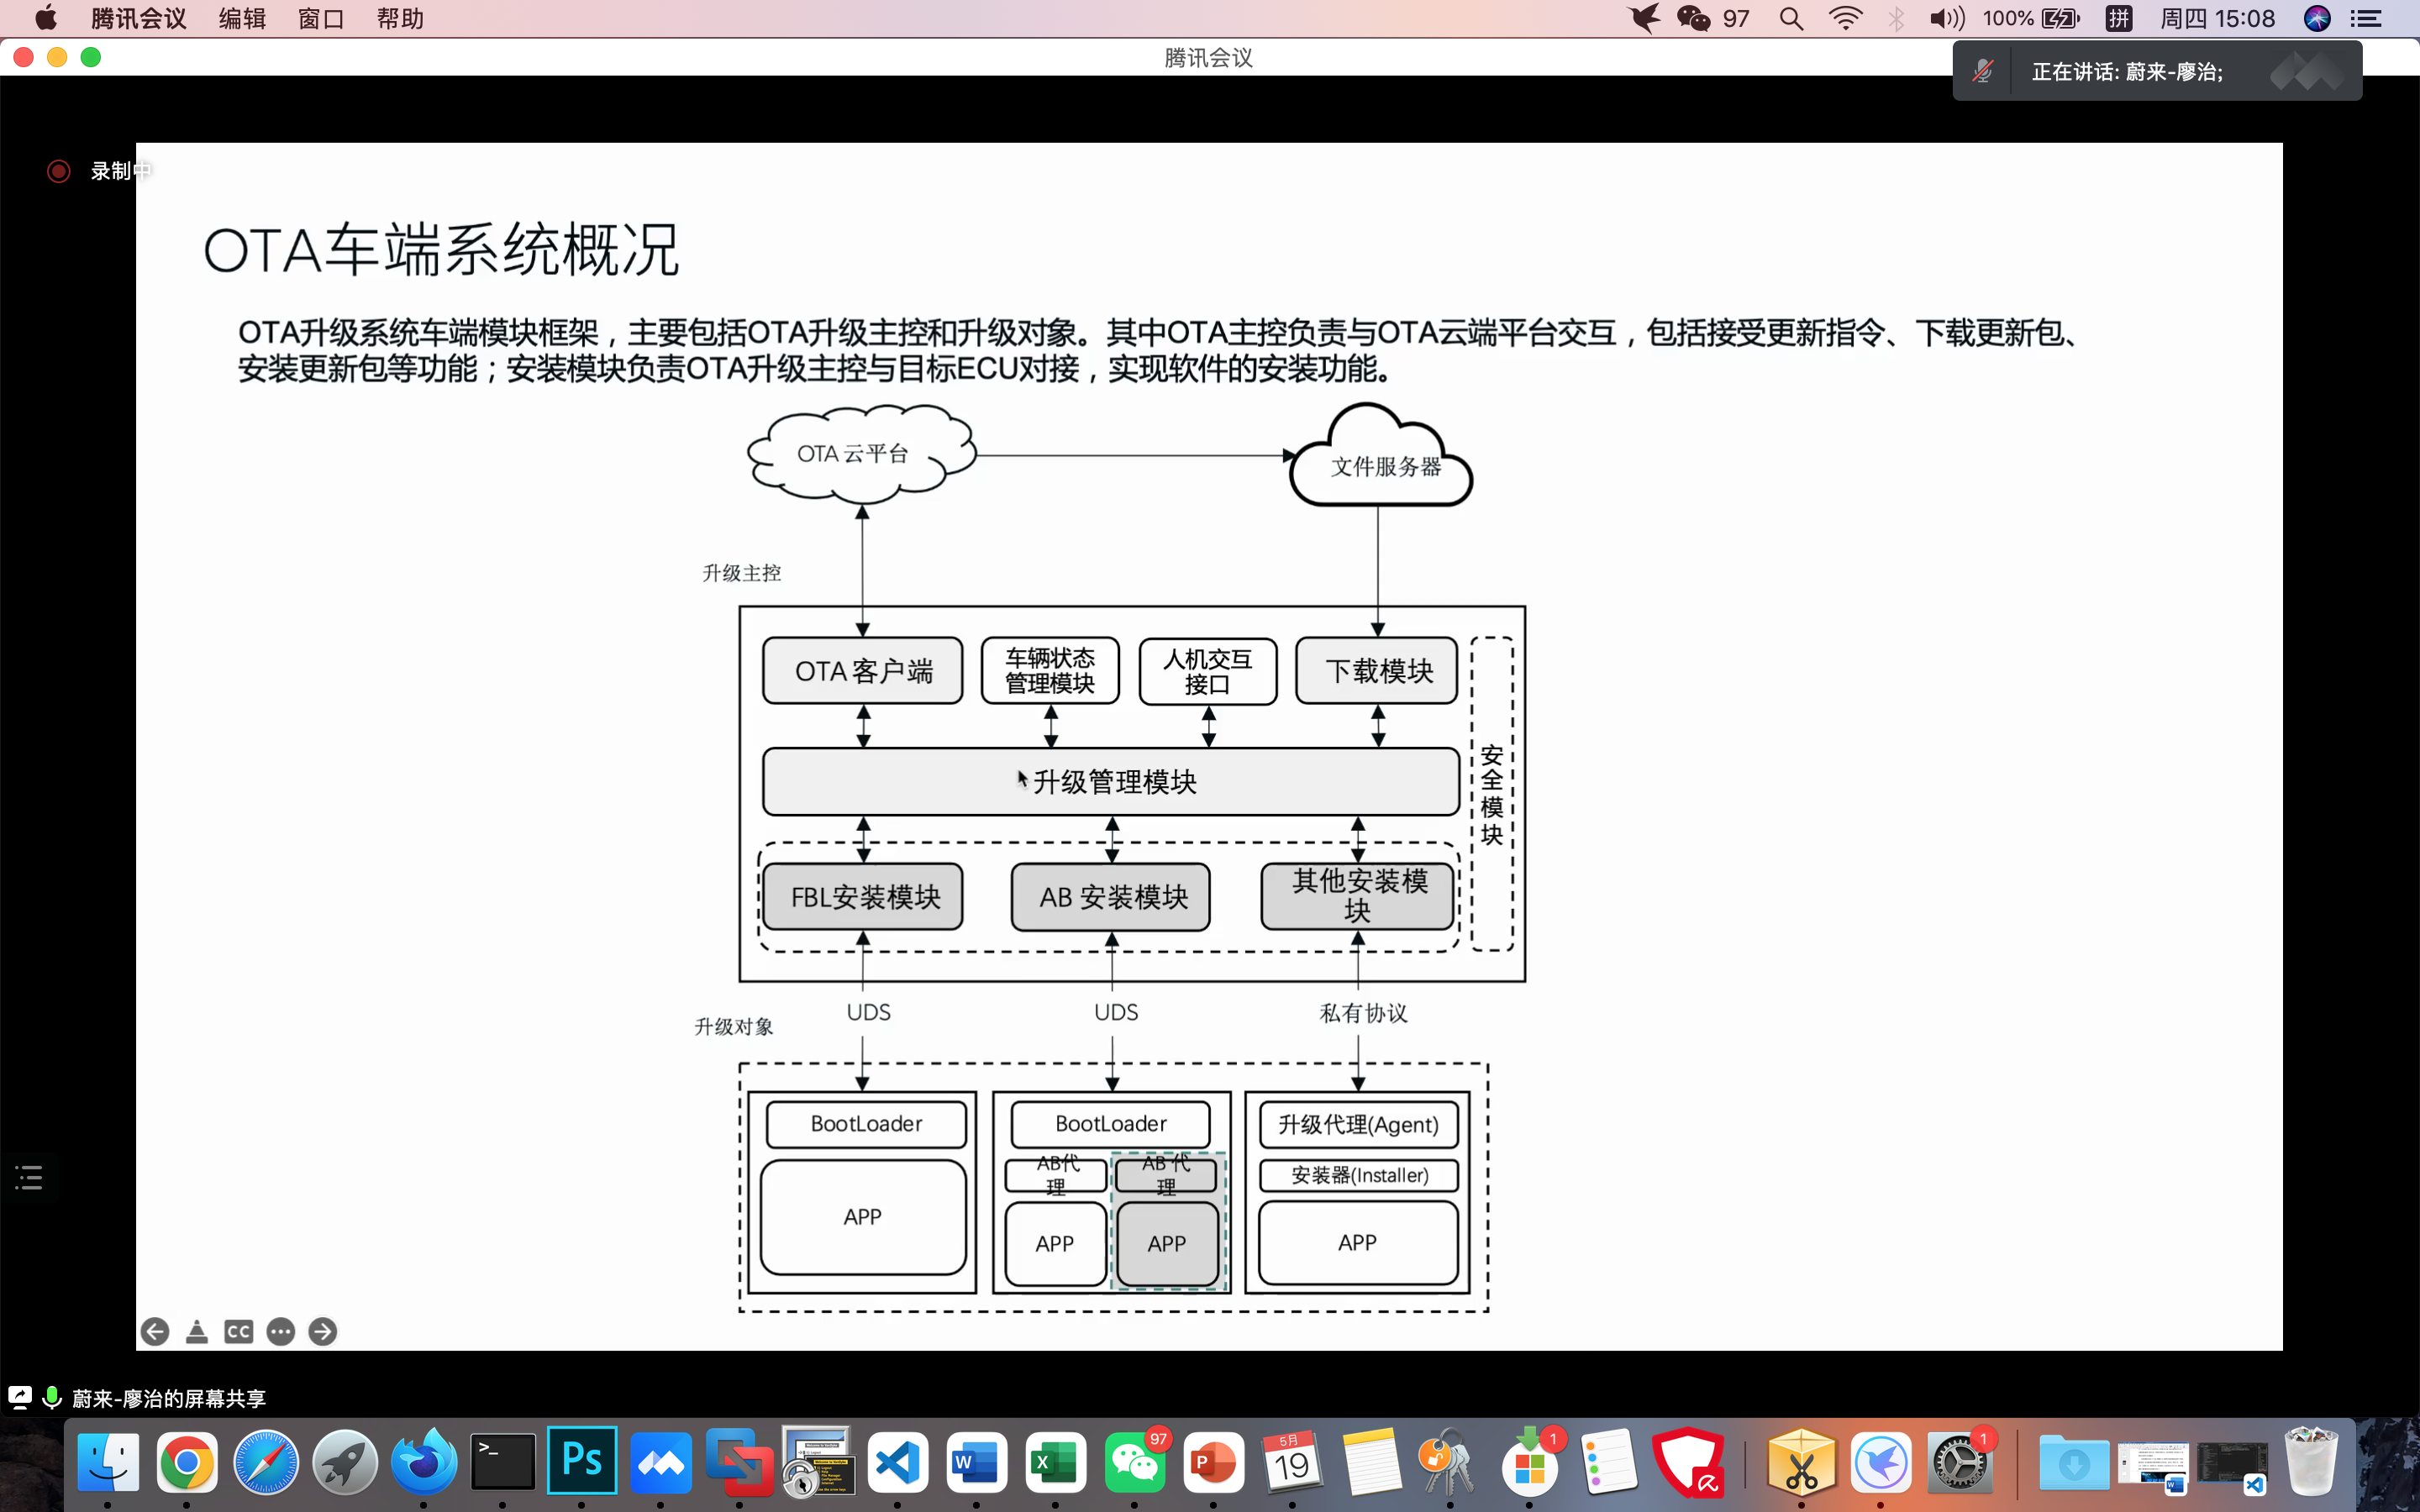 腾讯会议 编辑 窗口 帮助 97 100% 拼 周四 15:08
腾讯会议
正在讲话: 蔚来-廖治;
录制中
OTA车端系统概况
OTA升级系统车端模块框架，主要包括OTA升级主控和升级对象。其中OTA主控负责与OTA云端平台交互，包括接受更新指令、下载更新包、
安装更新包等功能；安装模块负责OTA升级主控与目标ECU对接，实现软件的安装功能。
OTA 云平台
文件服务器
升级主控
OTA 客户端
车辆状态
管理模块
人机交互
接口
下载模块
安
全
模
块
升级管理模块
FBL安装模块
AB 安装模块
其他安装模
块
升级对象
UDS
UDS
私有协议
BootLoader
APP
BootLoader
AB代
理
AB 代
理
APP
APP
升级代理(Agent)
安装器(Installer)
APP
CC
蔚来-廖治的屏幕共享
>_
Ps
W
X
97
P
5月
19
1
1